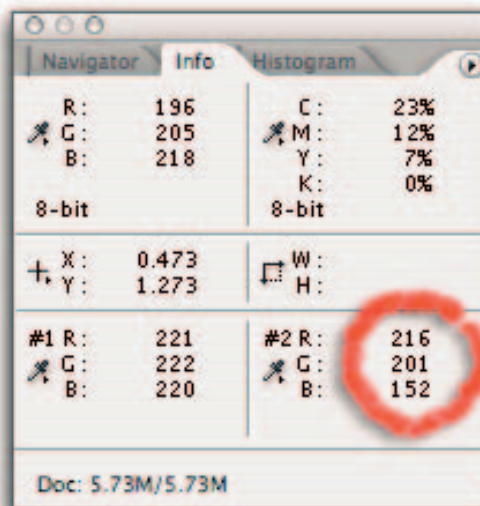 Navigator Info Histogram
R: 196 C: 23%
G: 205 M: 12%
B: 218 Y: 7%
K: 0%
8-bit 8-bit
X: 0.473 W:
Y: 1.273 H:
#1 R: 221 #2 R: 216
G: 222 G: 201
B: 220 B: 152
Doc: 5.73M/5.73M